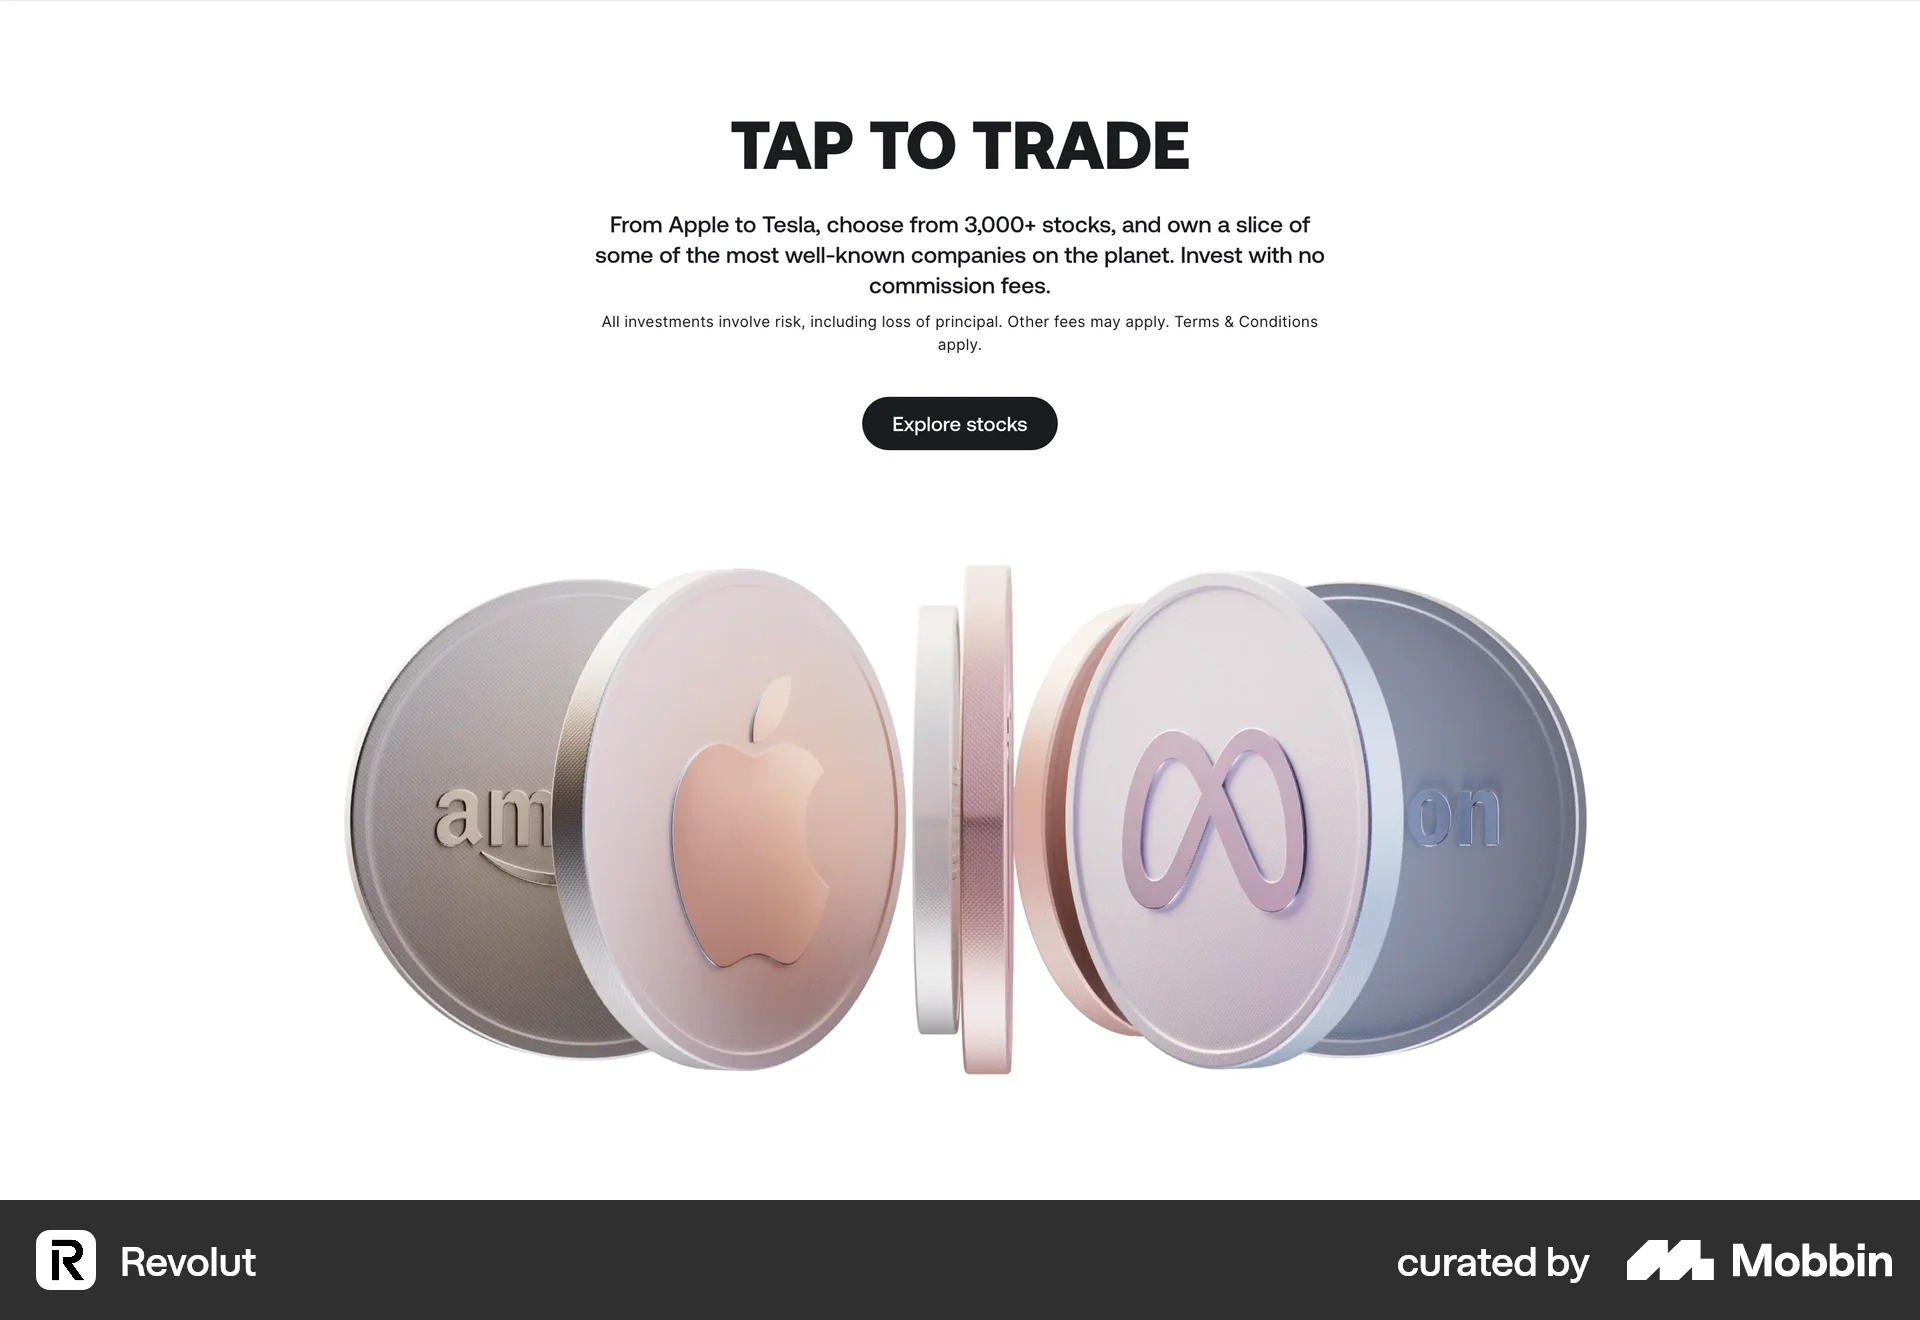 TAP TO TRADE
From Apple to Tesla, choose from 3,000+ stocks, and own a slice of
some of the most well-known companies on the planet. Invest with no
commission fees.
All investments involve risk, including loss of principal. Other fees may apply. Terms & Conditions
apply.
Explore stocks
am
on
Revolut
curated by Mobbin